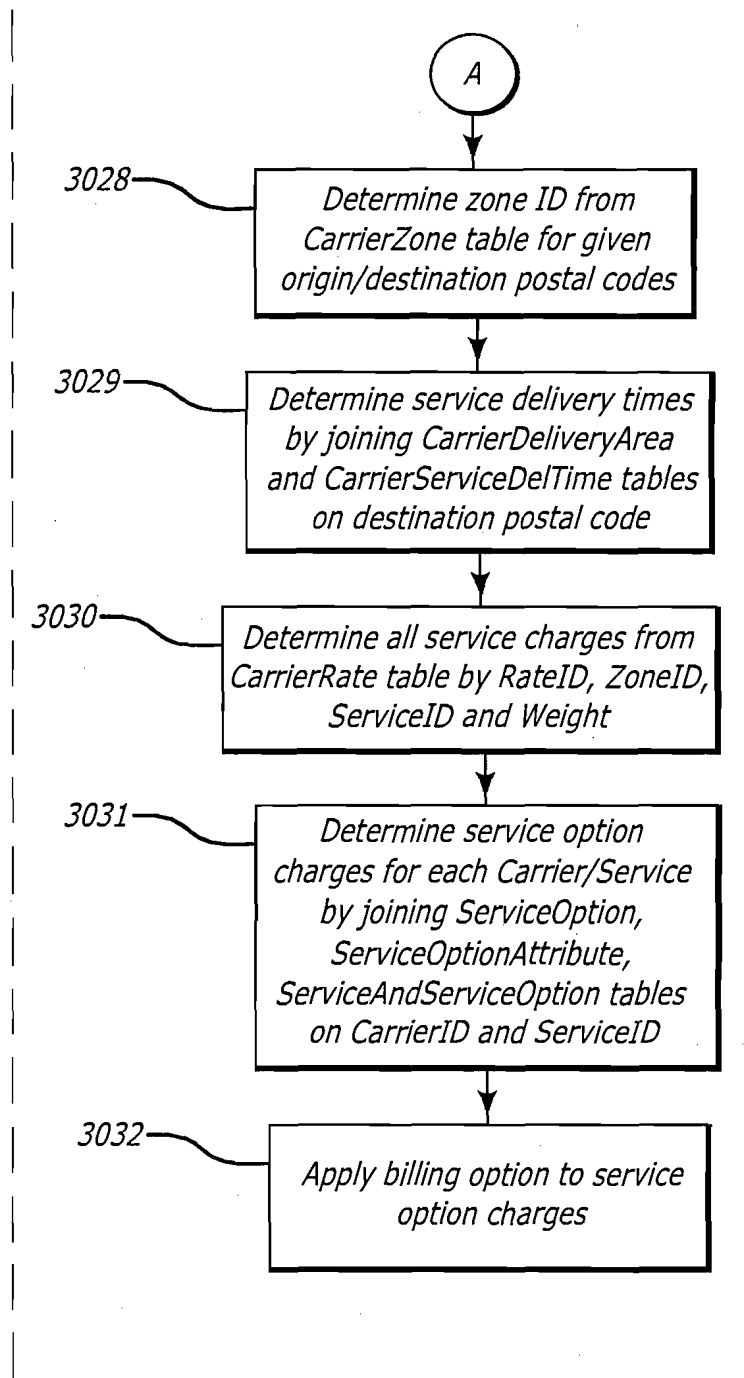 A
3028
Determine zone ID from
CarrierZone table for given
origin/destination postal codes
3029
Determine service delivery times
by joining CarrierDeliveryArea
and CarrierServiceDelTime tables
on destination postal code
3030
Determine all service charges from
CarrierRate table by RateID, ZoneID,
ServiceID and Weight
3031
Determine service option
charges for each Carrier/Service
by joining ServiceOption,
ServiceOptionAttribute,
ServiceAndServiceOption tables
on CarrierID and ServiceID
3032
Apply billing option to service
option charges